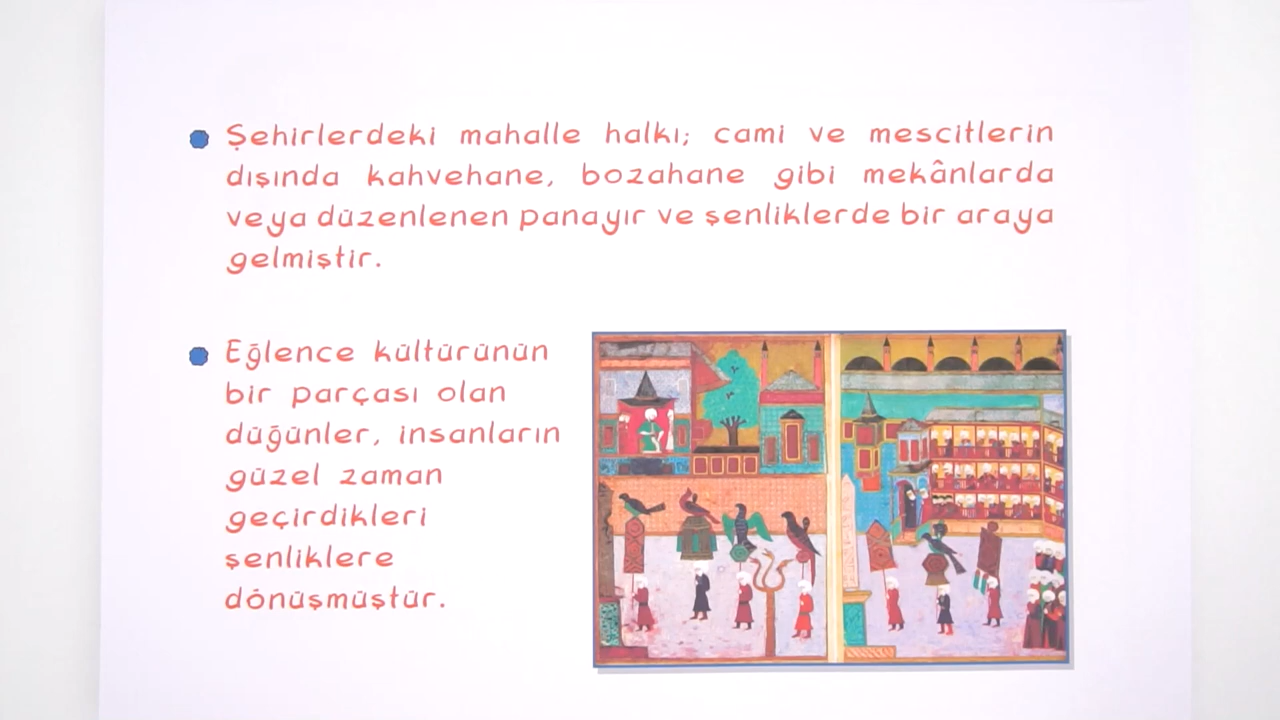 Şehirlerdeki mahalle halkı; cami ve mescitlerin
dışında kahvehane, bozahane gibi mekânlarda
veya düzenlenen panayır ve şenliklerde bir araya
gelmiştir.
Eğlence kültürünün
bir parçası olan
düğünler, insanların
güzel zaman
geçirdikleri
şenliklere
dönüşmüştür.